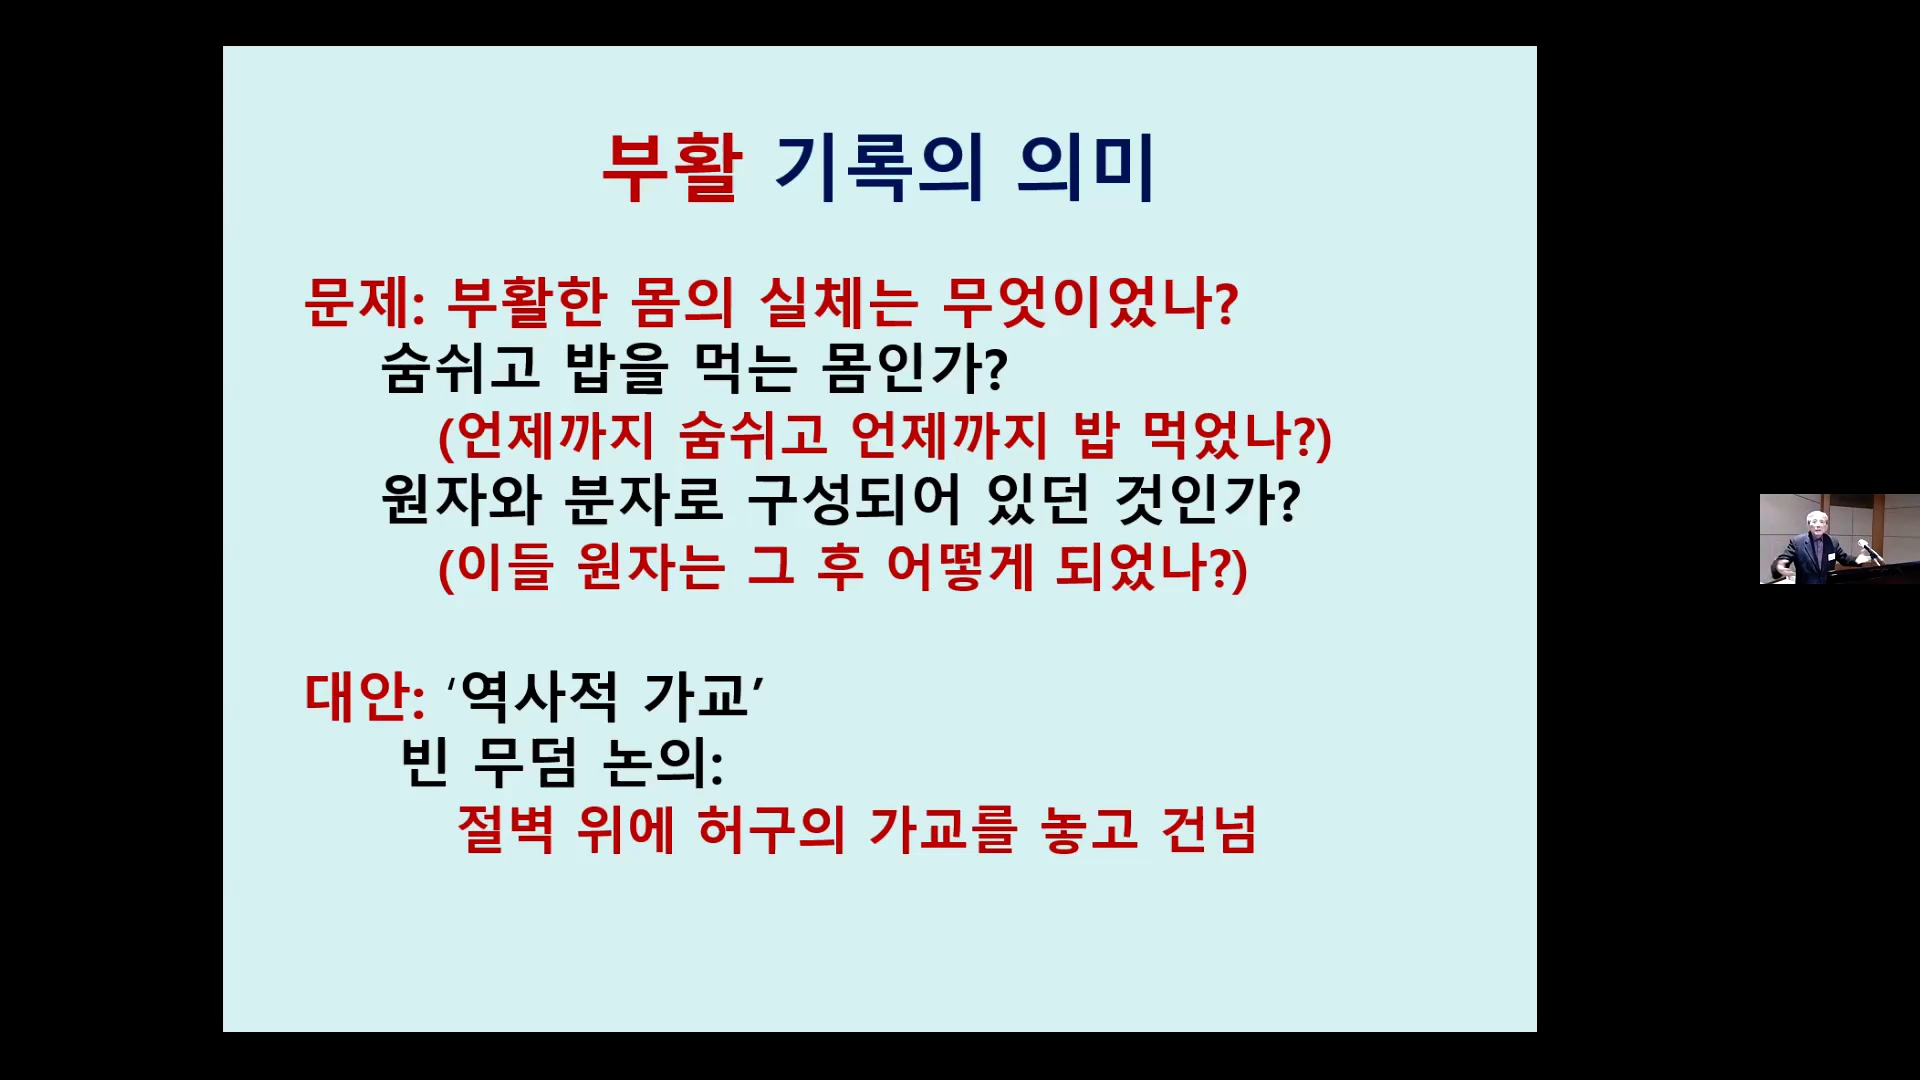 부활 기록의 의미
문제: 부활한 몸의 실체는 무엇이었나?
숨쉬고 밥을 먹는 몸인가?
(언제까지 숨쉬고 언제까지 밥 먹었나?)
원자와 분자로 구성되어 있던 것인가?
(이들 원자는 그 후 어떻게 되었나?)
대안: ‘역사적 가교’
빈 무덤 논의:
절벽 위에 허구의 가교를 놓고 건넘